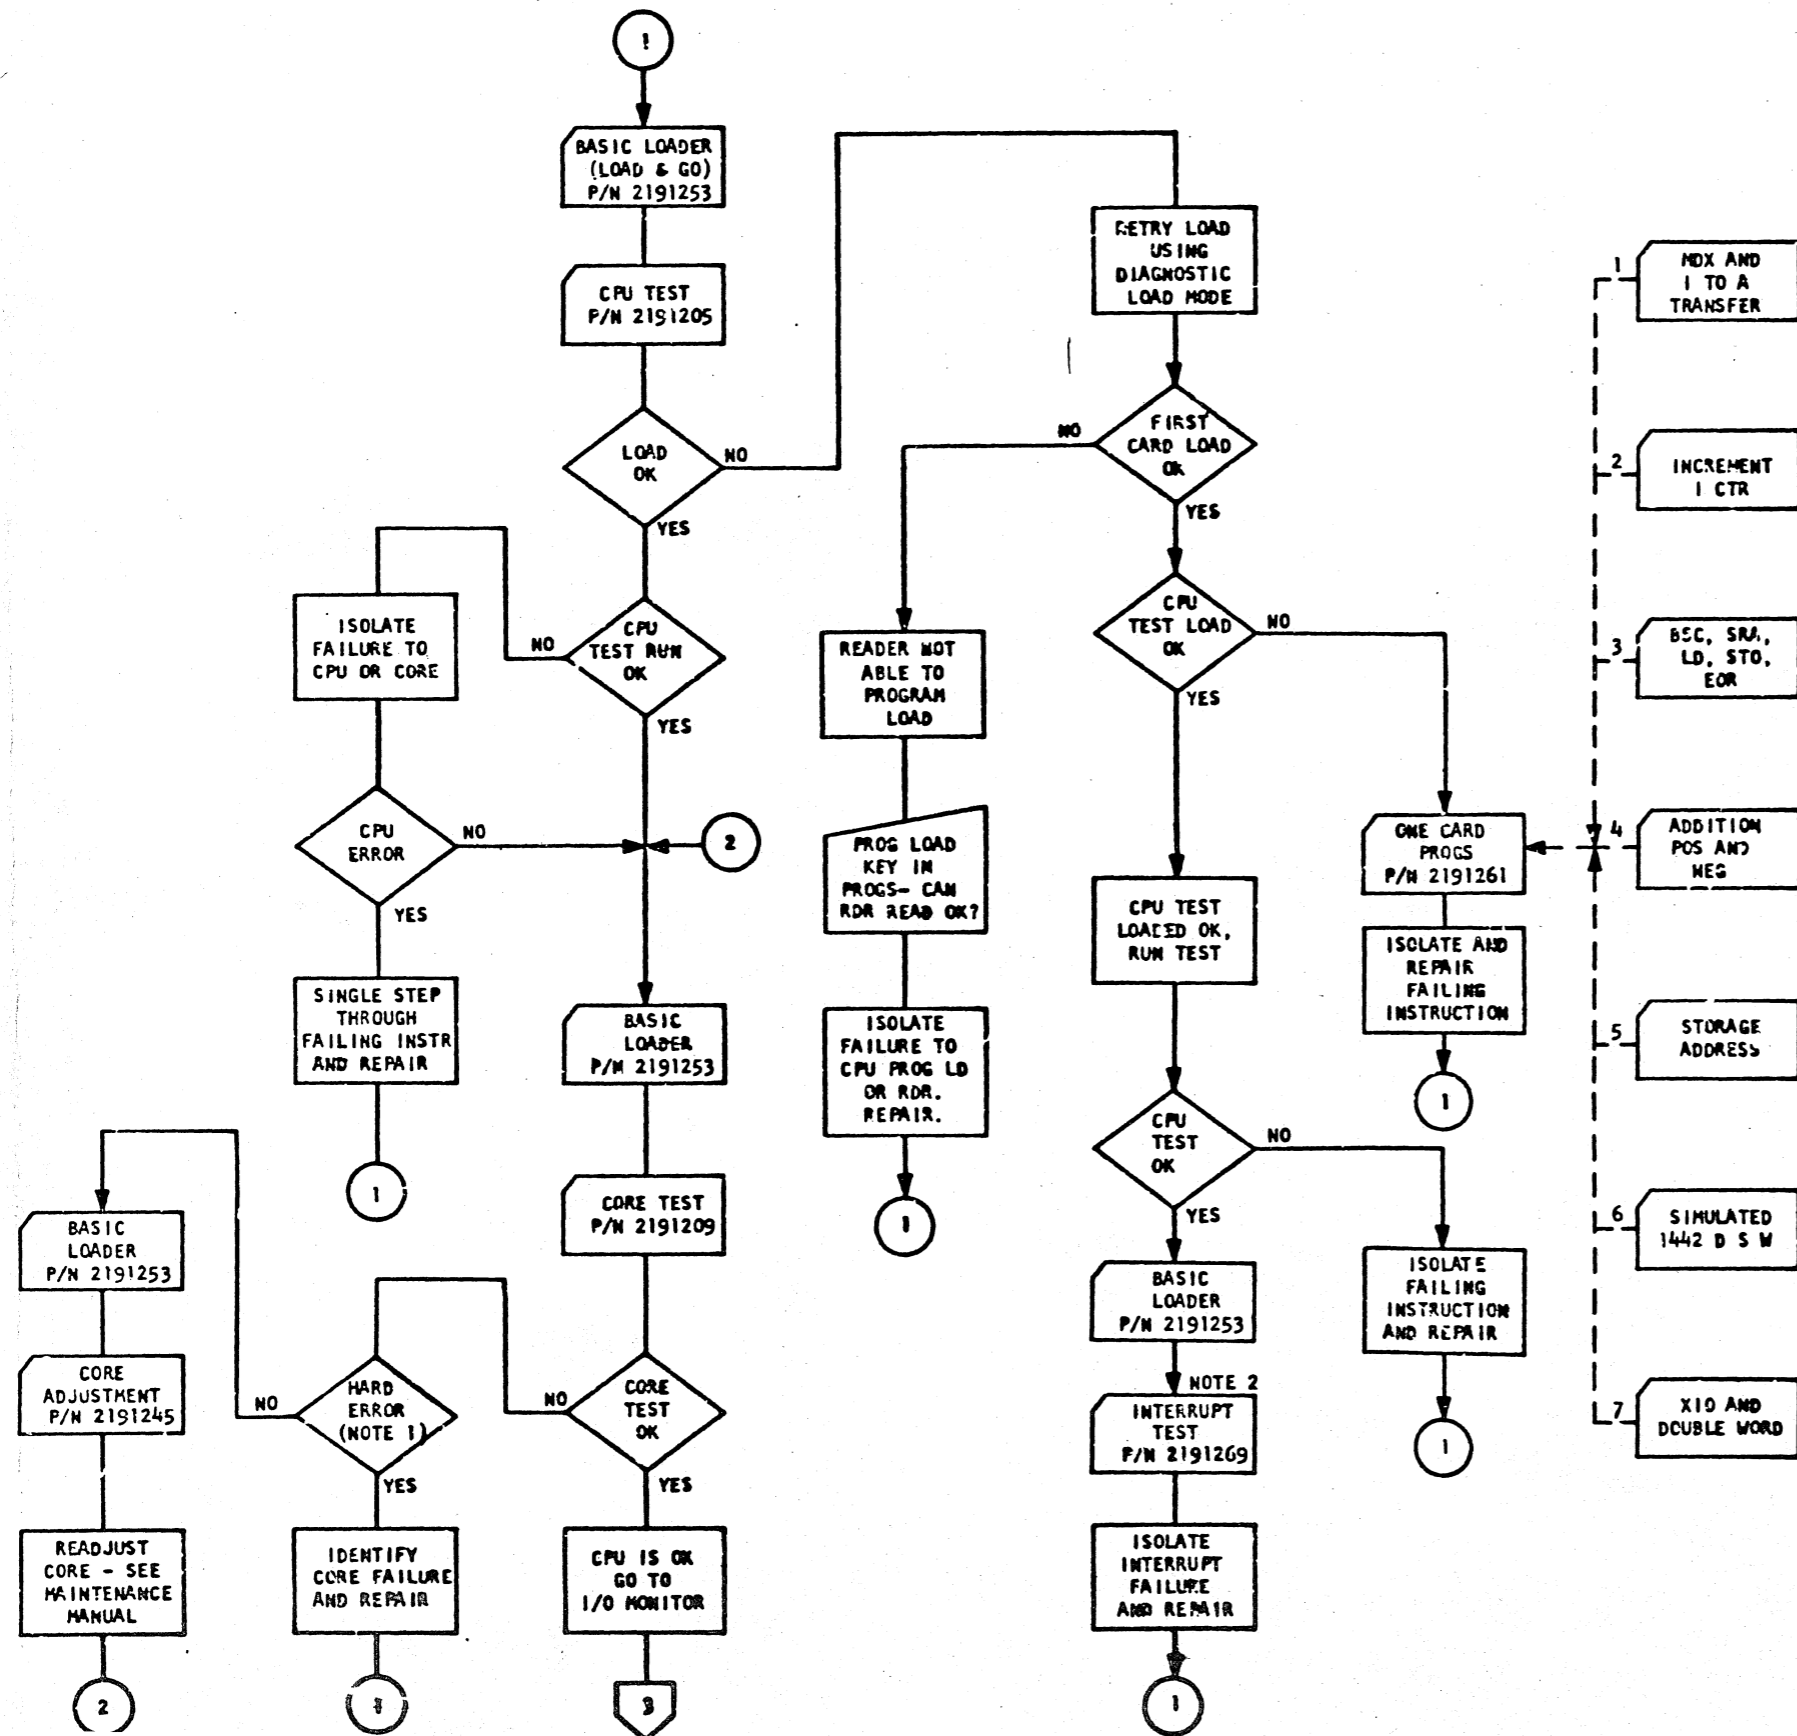 1
BASIC LOADER
(LOAD & GO)
P/N 2191253
CPU TEST
P/N 2191205
LOAD
OK
NO
YES
CPU
TEST RUN
OK
NO
YES
ISOLATE
FAILURE TO
CPU OR CORE
CPU
ERROR
NO
YES
2
SINGLE STEP
THROUGH
FAILING INSTR
AND REPAIR
1
BASIC
LOADER
P/N 2191253
CORE TEST
P/N 2191209
CORE
TEST
OK
NO
YES
HARD
ERROR
(NOTE 1)
NO
YES
BASIC
LOADER
P/N 2191253
CORE
ADJUSTMENT
P/N 2191245
READJUST
CORE - SEE
MAINTENANCE
MANUAL
2
IDENTIFY
CORE FAILURE
AND REPAIR
CPU IS OK
GO TO
I/O MONITOR
3
RETRY LOAD
USING
DIAGNOSTIC
LOAD MODE
FIRST
CARD LOAD
OK
NO
YES
READER NOT
ABLE TO
PROGRAM
LOAD
PROG LOAD
KEY IN
PROGS- CAN
RDR READ OK?
ISOLATE
FAILURE TO
CPU PROG LD
OR RDR.
REPAIR.
1
CPU
TEST LOAD
OK
NO
YES
CPU TEST
LOADED OK,
RUN TEST
CPU
TEST
OK
NO
YES
BASIC
LOADER
P/N 2191253
NOTE 2
INTERRUPT
TEST
P/N 2191269
ISOLATE
INTERRUPT
FAILURE
AND REPAIR
1
ONE CARD
PROGS
P/N 2191261
ISOLATE AND
REPAIR
FAILING
INSTRUCTION
1
ISOLATE
FAILING
INSTRUCTION
AND REPAIR
1
1
MDX AND
I TO A
TRANSFER
2
INCREMENT
I CTR
3
BSC, SRA,
LD, STO,
EOR
4
ADDITION
POS AND
NEG
5
STORAGE
ADDRESS
6
SIMULATED
1442 D S W
7
XIO AND
DOUBLE WORD